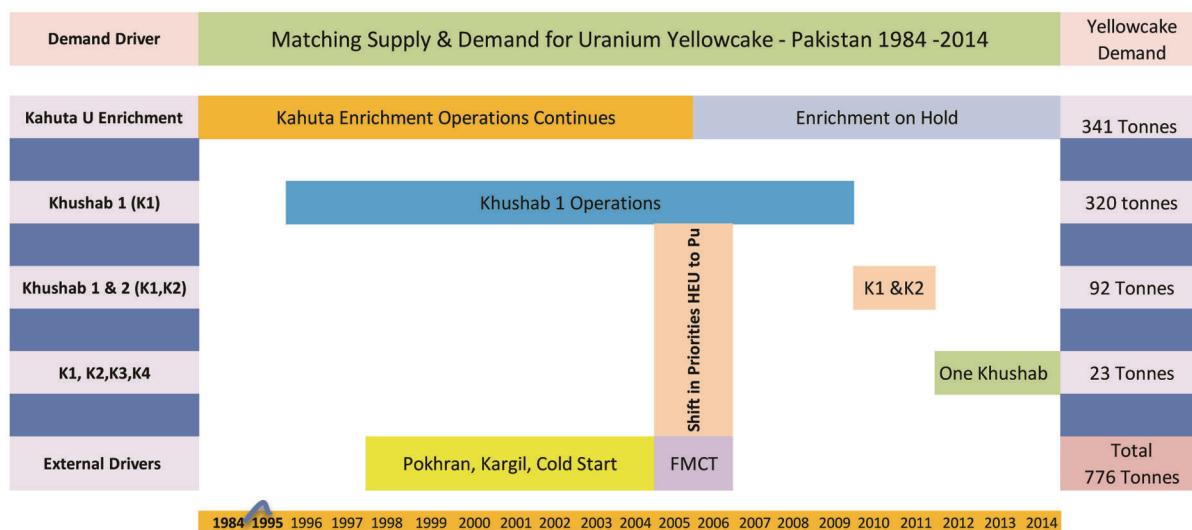 Demand Driver
Matching Supply & Demand for Uranium Yellowcake - Pakistan 1984 -2014
Yellowcake
Demand
Kahuta U Enrichment
Kahuta Enrichment Operations Continues
Enrichment on Hold
341 Tonnes
Khushab 1 (K1)
Khushab 1 Operations
320 tonnes
Shift in Priorities HEU to Pu
Khushab 1 & 2 (K1,K2)
K1 &K2
92 Tonnes
K1, K2,K3,K4
One Khushab
23 Tonnes
External Drivers
Pokhran, Kargil, Cold Start
FMCT
Total
776 Tonnes
1984 1995 1996 1997 1998 1999 2000 2001 2002 2003 2004 2005 2006 2007 2008 2009 2010 2011 2012 2013 2014